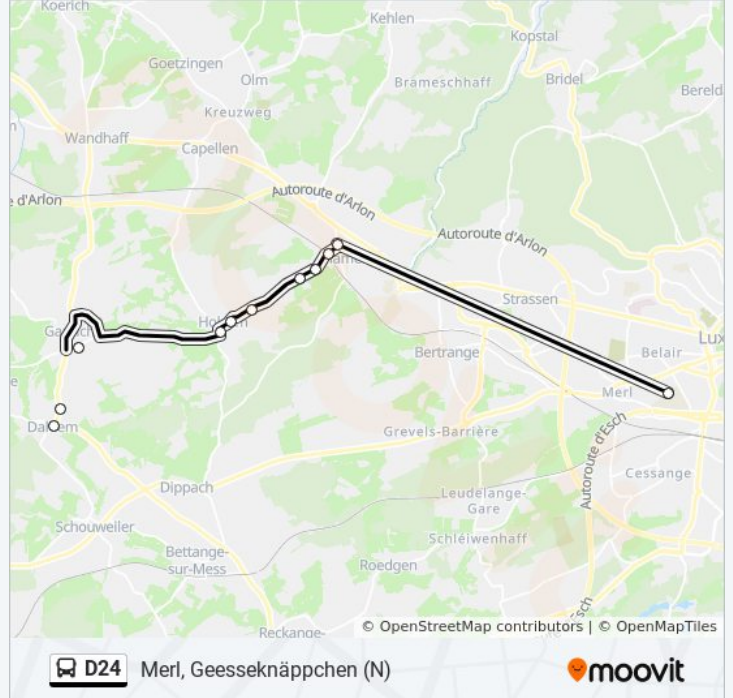 Koerich
Kehlen
Kopstal
Goetzingen
Olm
Brameschhaff
Bridel
Bereld
Kreuzweg
Wandhaff
Capellen
e d'Arlon
Autoroute d'Arlon
Autoroute d'Arlon
Strassen
Lux
Bertrange
Belair
Merl
Grevels-Barrière
Autoroute d'Esch
Cessange
Dippach
Leudelange-
Gare
Schouweiler
Schléiwenhaff
Bettange-
sur-Mess
Roedgen
Reckange-
© OpenStreetMap contributors | © OpenMapTiles
D24 Merl, Geesseknäppchen (N)
moovit